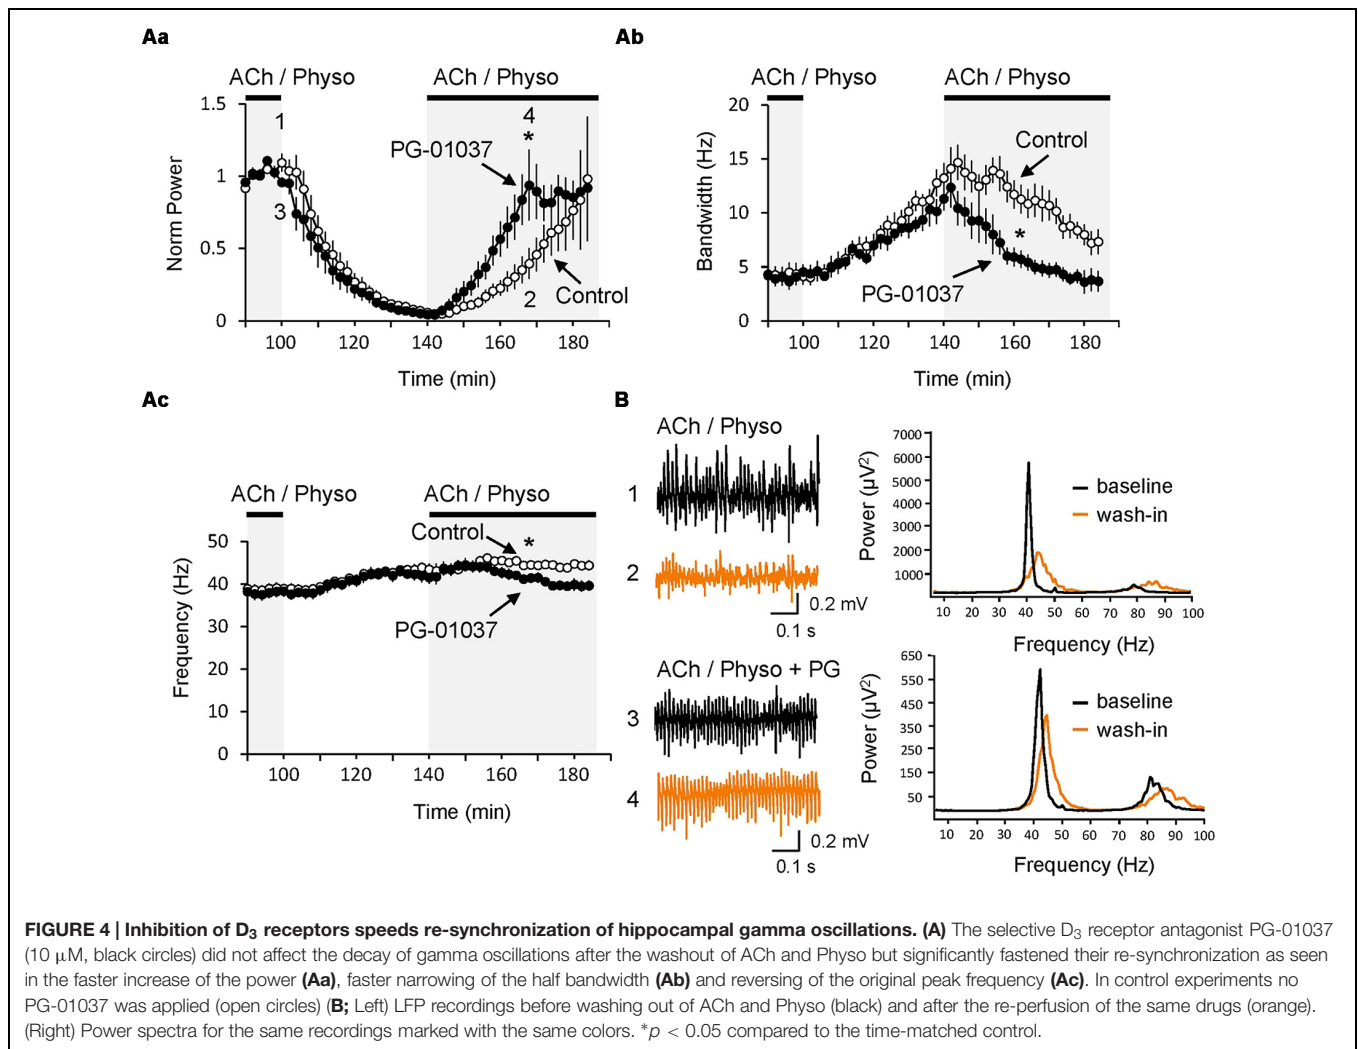 Aa
ACh / Physo
ACh / Physo
1.5
1
0.5
0
Norm Power
1
3
4
*
PG-01037
2
Control
100
120
140
160
180
Time (min)
Ab
ACh / Physo
ACh / Physo
20
15
10
5
0
Bandwidth (Hz)
Control
*
PG-01037
100
120
140
160
180
Time (min)
Ac
ACh / Physo
ACh / Physo
50
40
30
20
10
0
Frequency (Hz)
Control
*
PG-01037
100
120
140
160
180
Time (min)
B
ACh / Physo
1
2
0.2 mV
0.1 s
7000
6000
5000
4000
3000
2000
1000
Power (µV²)
baseline
wash-in
10 20 30 40 50 60 70 80 90 100
Frequency (Hz)
ACh / Physo + PG
3
4
0.2 mV
0.1 s
650
550
450
350
250
150
50
Power (µV²)
baseline
wash-in
10 20 30 40 50 60 70 80 90 100
Frequency (Hz)
FIGURE 4 | Inhibition of D₃ receptors speeds re-synchronization of hippocampal gamma oscillations. (A) The selective D₃ receptor antagonist PG-01037
(10 µM, black circles) did not affect the decay of gamma oscillations after the washout of ACh and Physo but significantly fastened their re-synchronization as seen
in the faster increase of the power (Aa), faster narrowing of the half bandwidth (Ab) and reversing of the original peak frequency (Ac). In control experiments no
PG-01037 was applied (open circles) (B; Left) LFP recordings before washing out of ACh and Physo (black) and after the re-perfusion of the same drugs (orange).
(Right) Power spectra for the same recordings marked with the same colors. *p < 0.05 compared to the time-matched control.